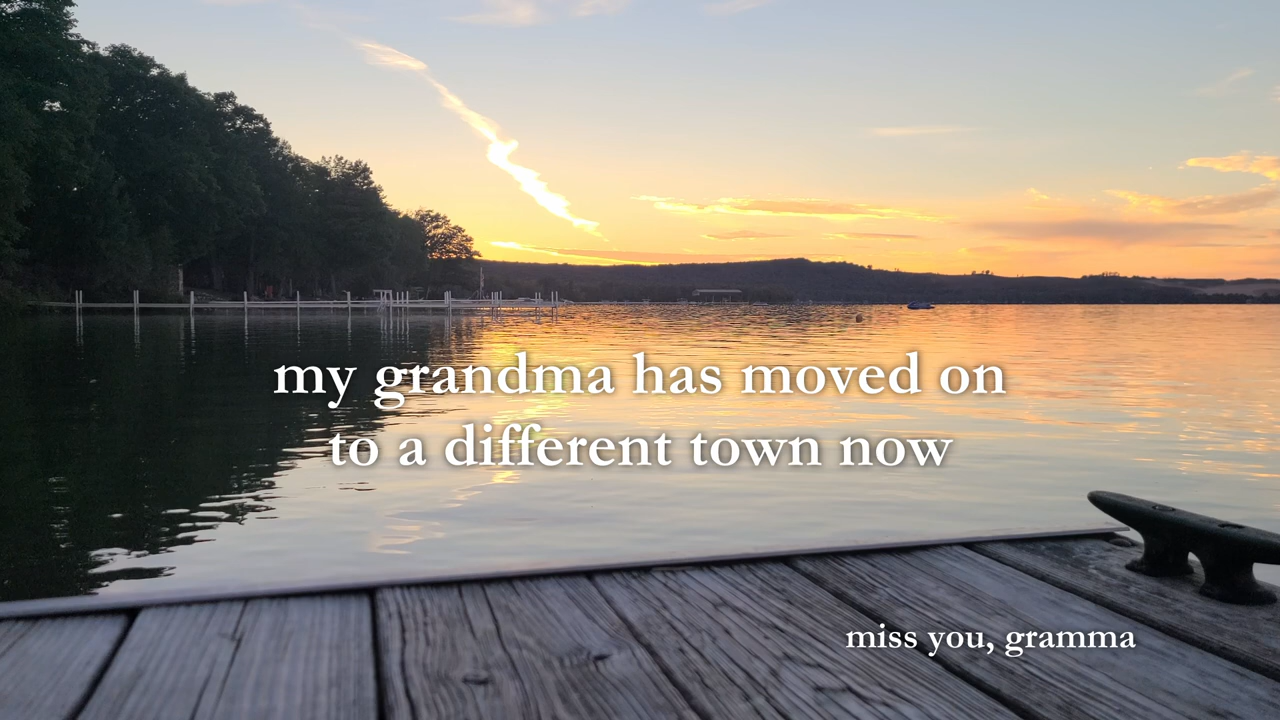 my grandma has moved on
to a different town now
miss you, gramma